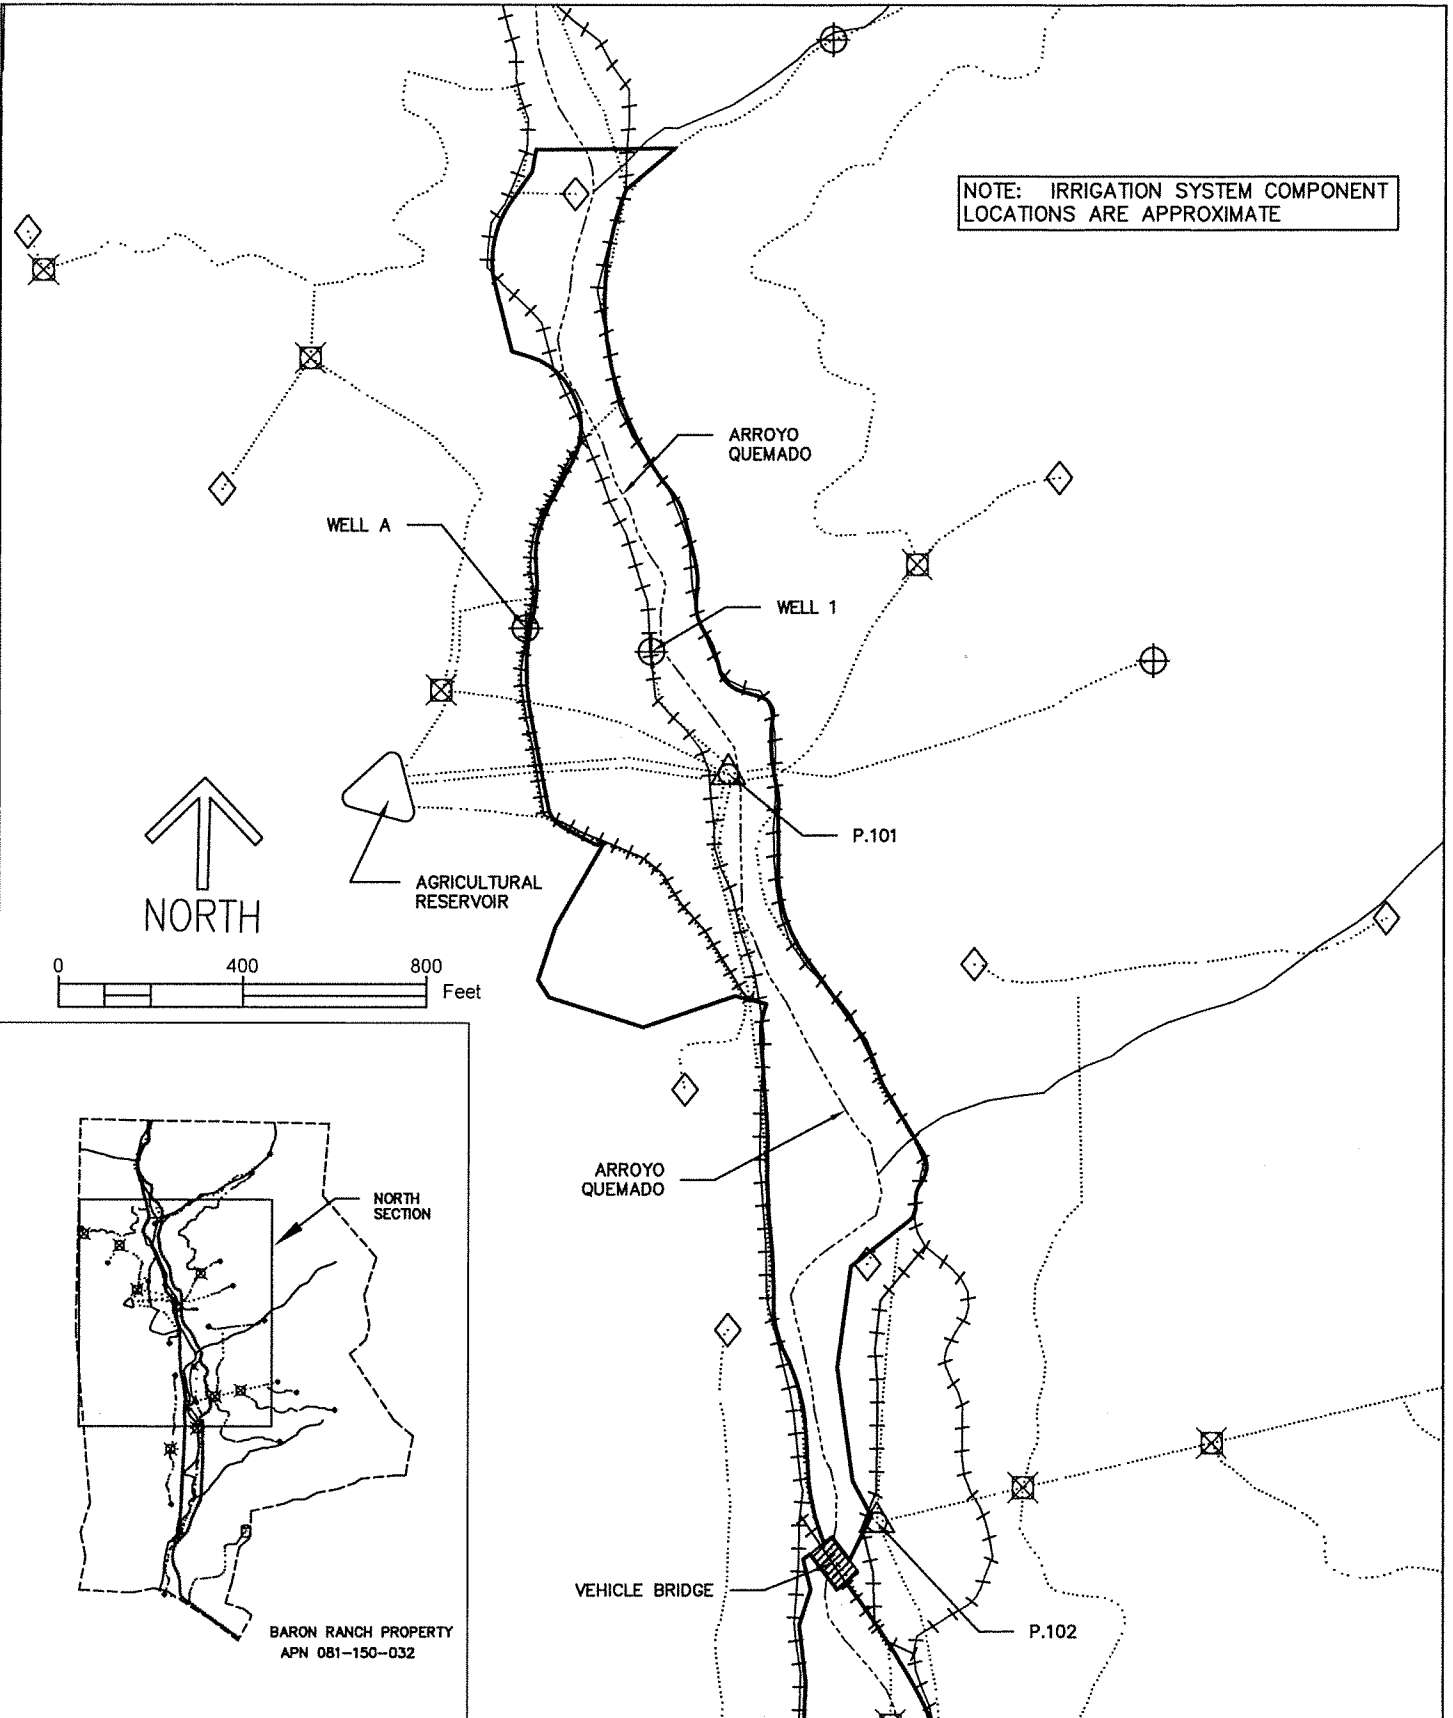 NOTE: IRRIGATION SYSTEM COMPONENT
LOCATIONS ARE APPROXIMATE
ARROYO
QUEMADO
WELL A
WELL 1
P.101
AGRICULTURAL
RESERVOIR
NORTH
0 400 800
Feet
ARROYO
QUEMADO
NORTH
SECTION
VEHICLE BRIDGE
P.102
BARON RANCH PROPERTY
APN 081-150-032